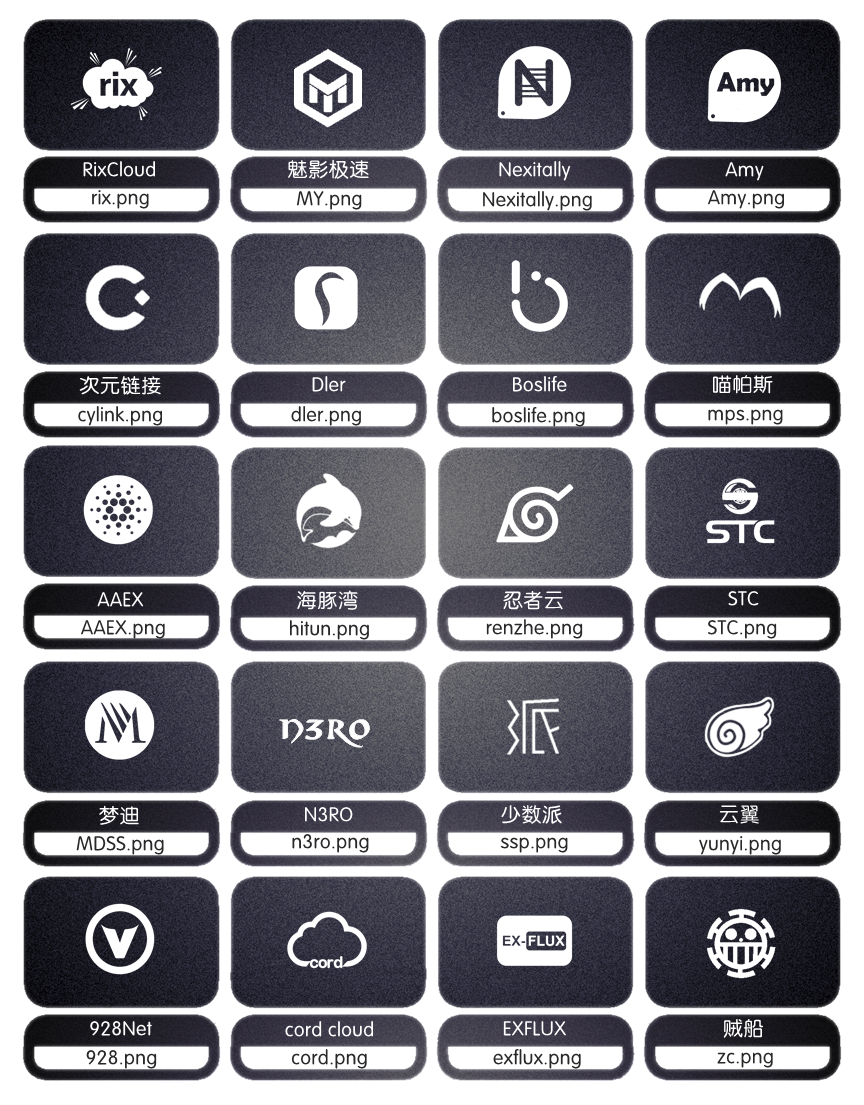 rix
N
Amy
RixCloud
魅影极速
Nexitally
Amy
rix.png
MY.png
Nexitally.png
Amy.png
次元链接
Dler
Boslife
喵帕斯
cylink.png
dler.png
boslife.png
mps.png
STC
AAEX
海豚湾
忍者云
STC
AAEX.png
hitun.png
renzhe.png
STC.png
M
n3RO
派
梦迪
N3RO
少数派
云翼
MDSS.png
n3ro.png
ssp.png
yunyi.png
V
cord
EX-FLUX
928Net
cord cloud
EXFLUX
贼船
928.png
cord.png
exflux.png
zc.png